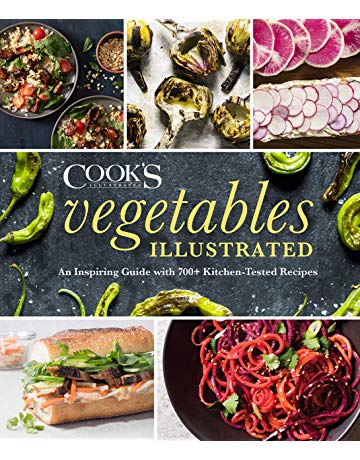 COOK'S
ILLUSTRATED
vegetables
ILLUSTRATED
An Inspiring Guide with 700+ Kitchen-Tested Recipes